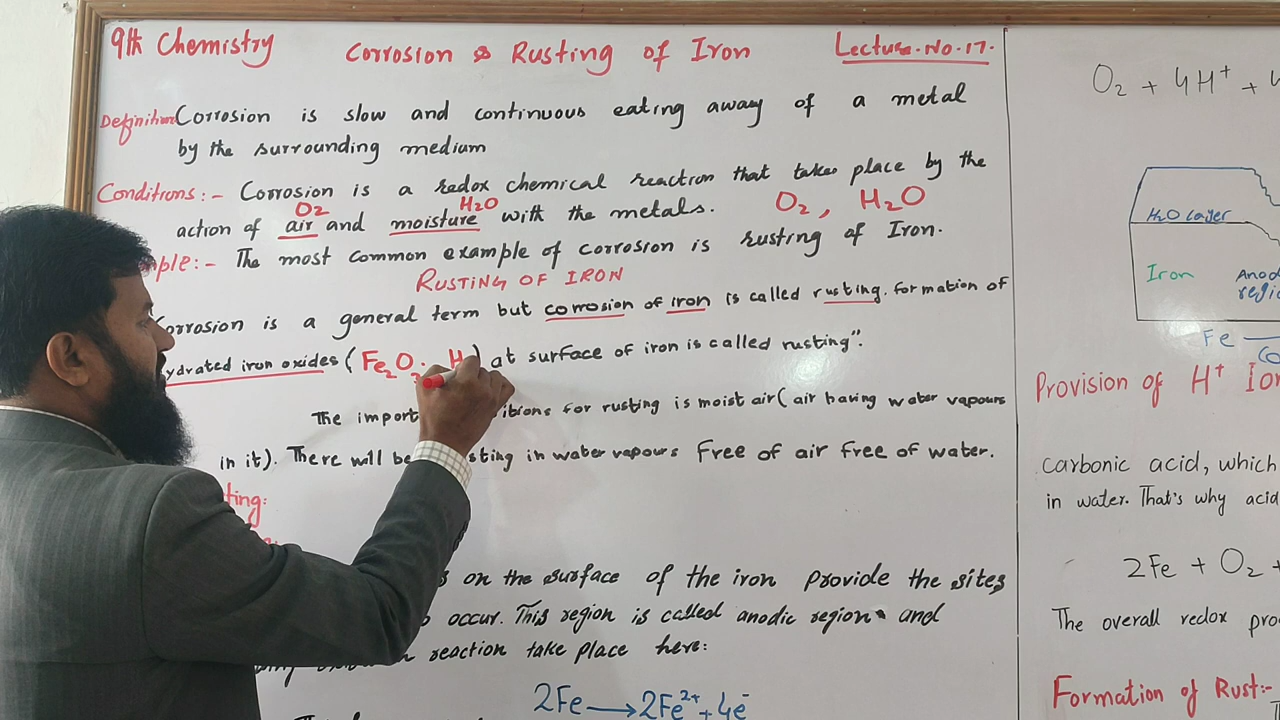 9th Chemistry Corrosion & Rusting of Iron Lecture.No.17.
Definition Corrosion is slow and continuous eating away of a metal
by the surrounding medium
Conditions:- Corrosion is a redox chemical reaction that takes place by the
O₂ H₂O
action of air and moisture with the metals. O₂, H₂O
mple:- The most common example of corrosion is rusting of Iron.
RUSTING OF IRON
orrosion is a general term but corrosion of iron is called rusting. formation of
ydrated iron oxides (Fe₂O H) at surface of iron is called rusting".
The import itions for rusting is moist air (air having water vapours
in it). There will be sting in water vapours Free of air free of water.
ting:
s on the surface of the iron provide the sites
occur. This region is called anodic region. and
reaction take place here:
2Fe → 2Fe²⁺ + 4e⁻
O₂ + 4H⁺ +
H₂O Layer
Iron Anod
regi
Fe
Provision of H⁺ Ion
carbonic acid, which
in water. That's why acid
2Fe + O₂ +
The overall redox pro
Formation of Rust:-